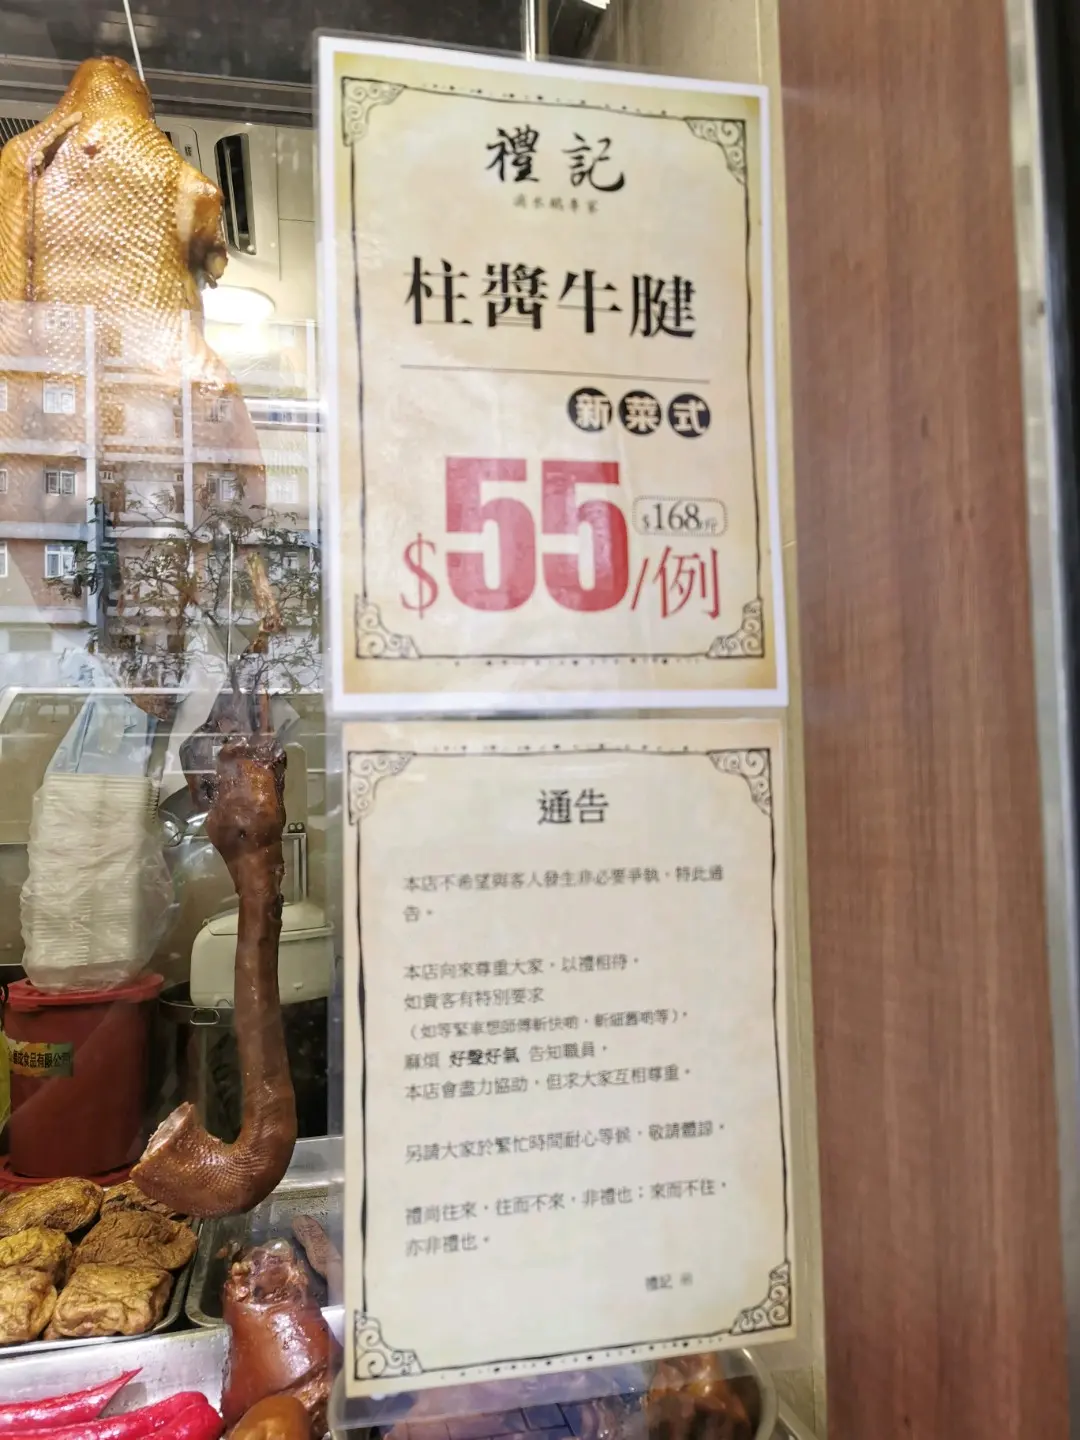 禮記
滷水鵝專家
柱醬牛腱
新菜式
$168/斤
$55/例
通告
本店不希望與客人發生非必要爭執，特此通
告。
本店向來尊重大家，以禮相待，
如貴客有特別要求
（如等緊車想師傅斬快啲，斬細舊啲等），
麻煩 好聲好氣 告知職員，
本店會盡力協助，但求大家互相尊重。
另請大家於繁忙時間耐心等候，敬請體諒。
禮尚往來，往而不來，非禮也；來而不往，
亦非禮也。
禮記
食品有限公